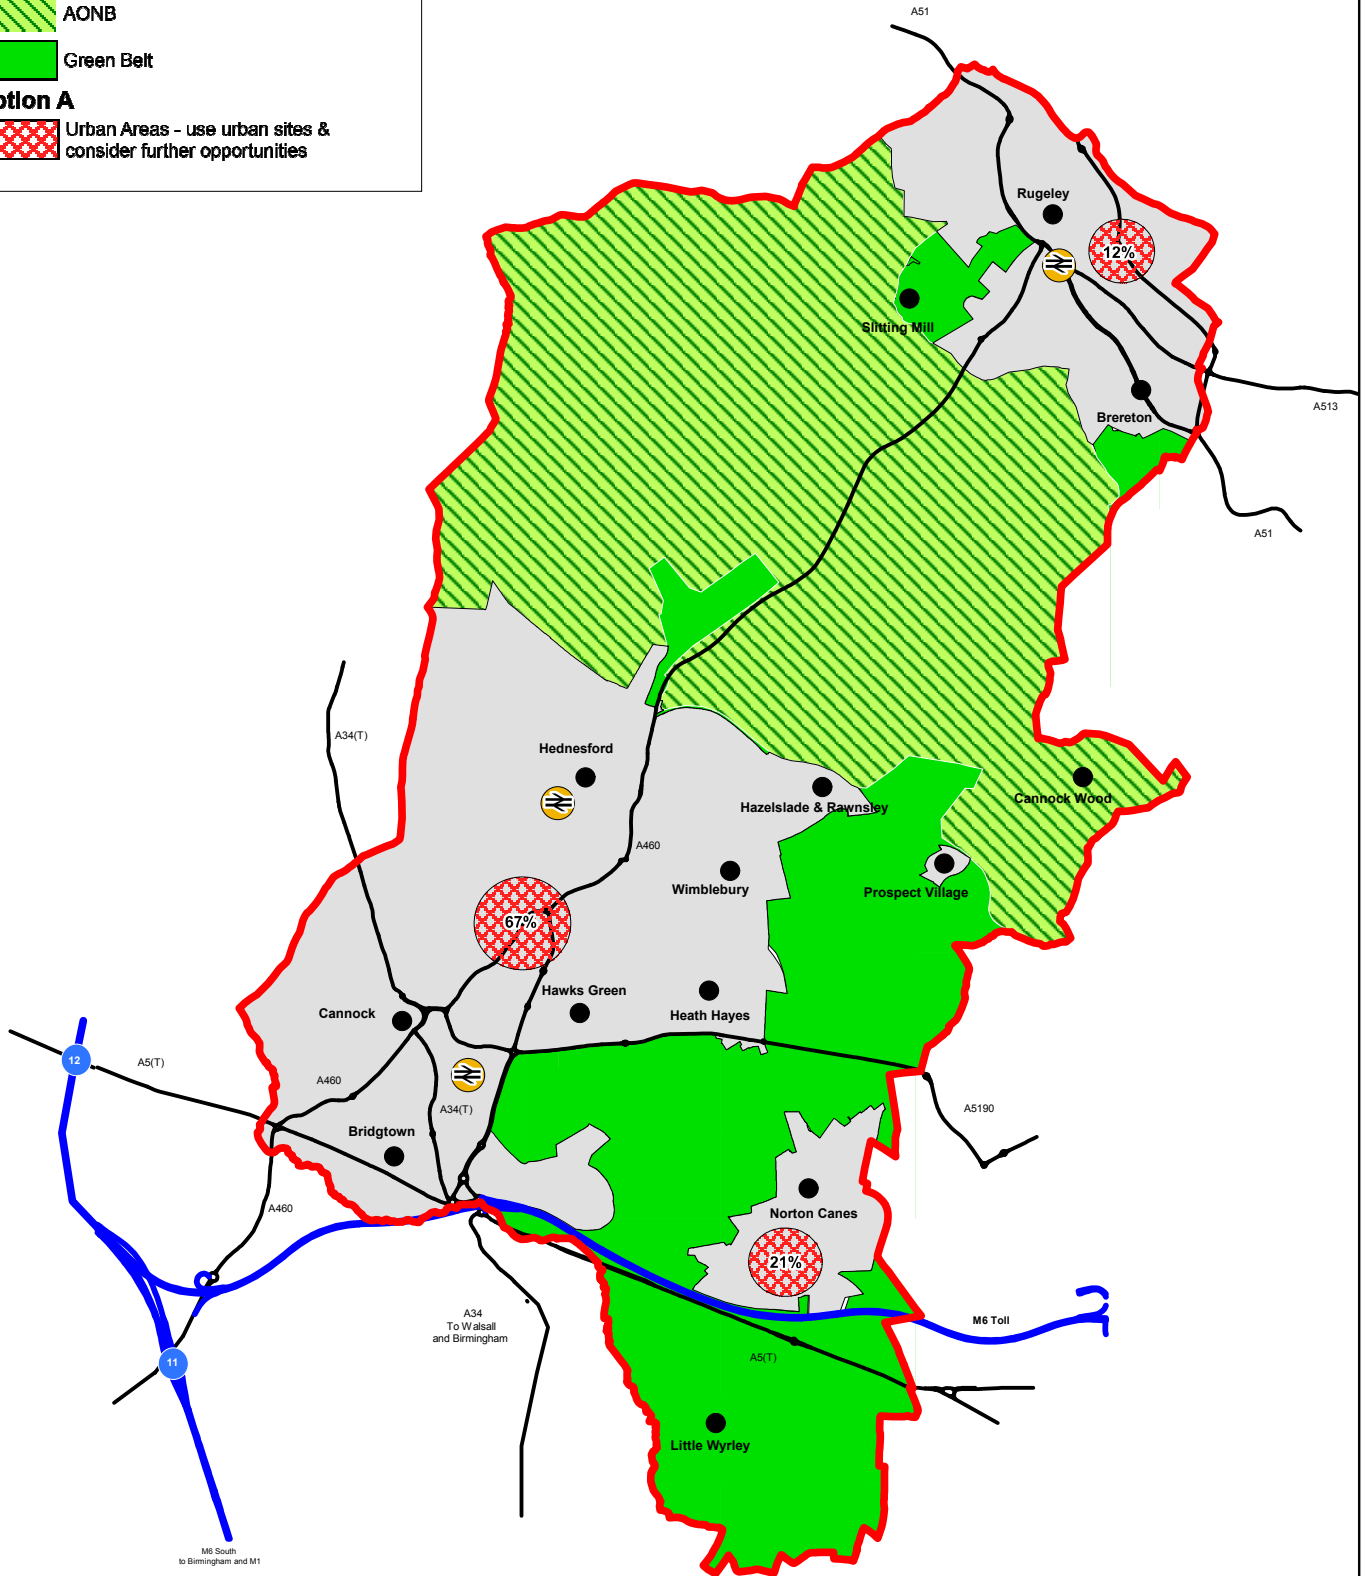 AONB
Green Belt
ption A
Urban Areas - use urban sites &
consider further opportunities
A51
Rugeley
12%
Slitting Mill
A513
Brereton
A51
A34(T)
Hednesford
Hazelslade & Rawnsley
Cannock Wood
A460
Wimblebury
Prospect Village
67%
Hawks Green
Heath Hayes
Cannock
12
A5(T)
A460
A34(T)
A5190
Bridgtown
A460
Norton Canes
21%
A34
To Walsall
and Birmingham
M6 Toll
A5(T)
11
Little Wyrley
M6 South
to Birmingham and M1